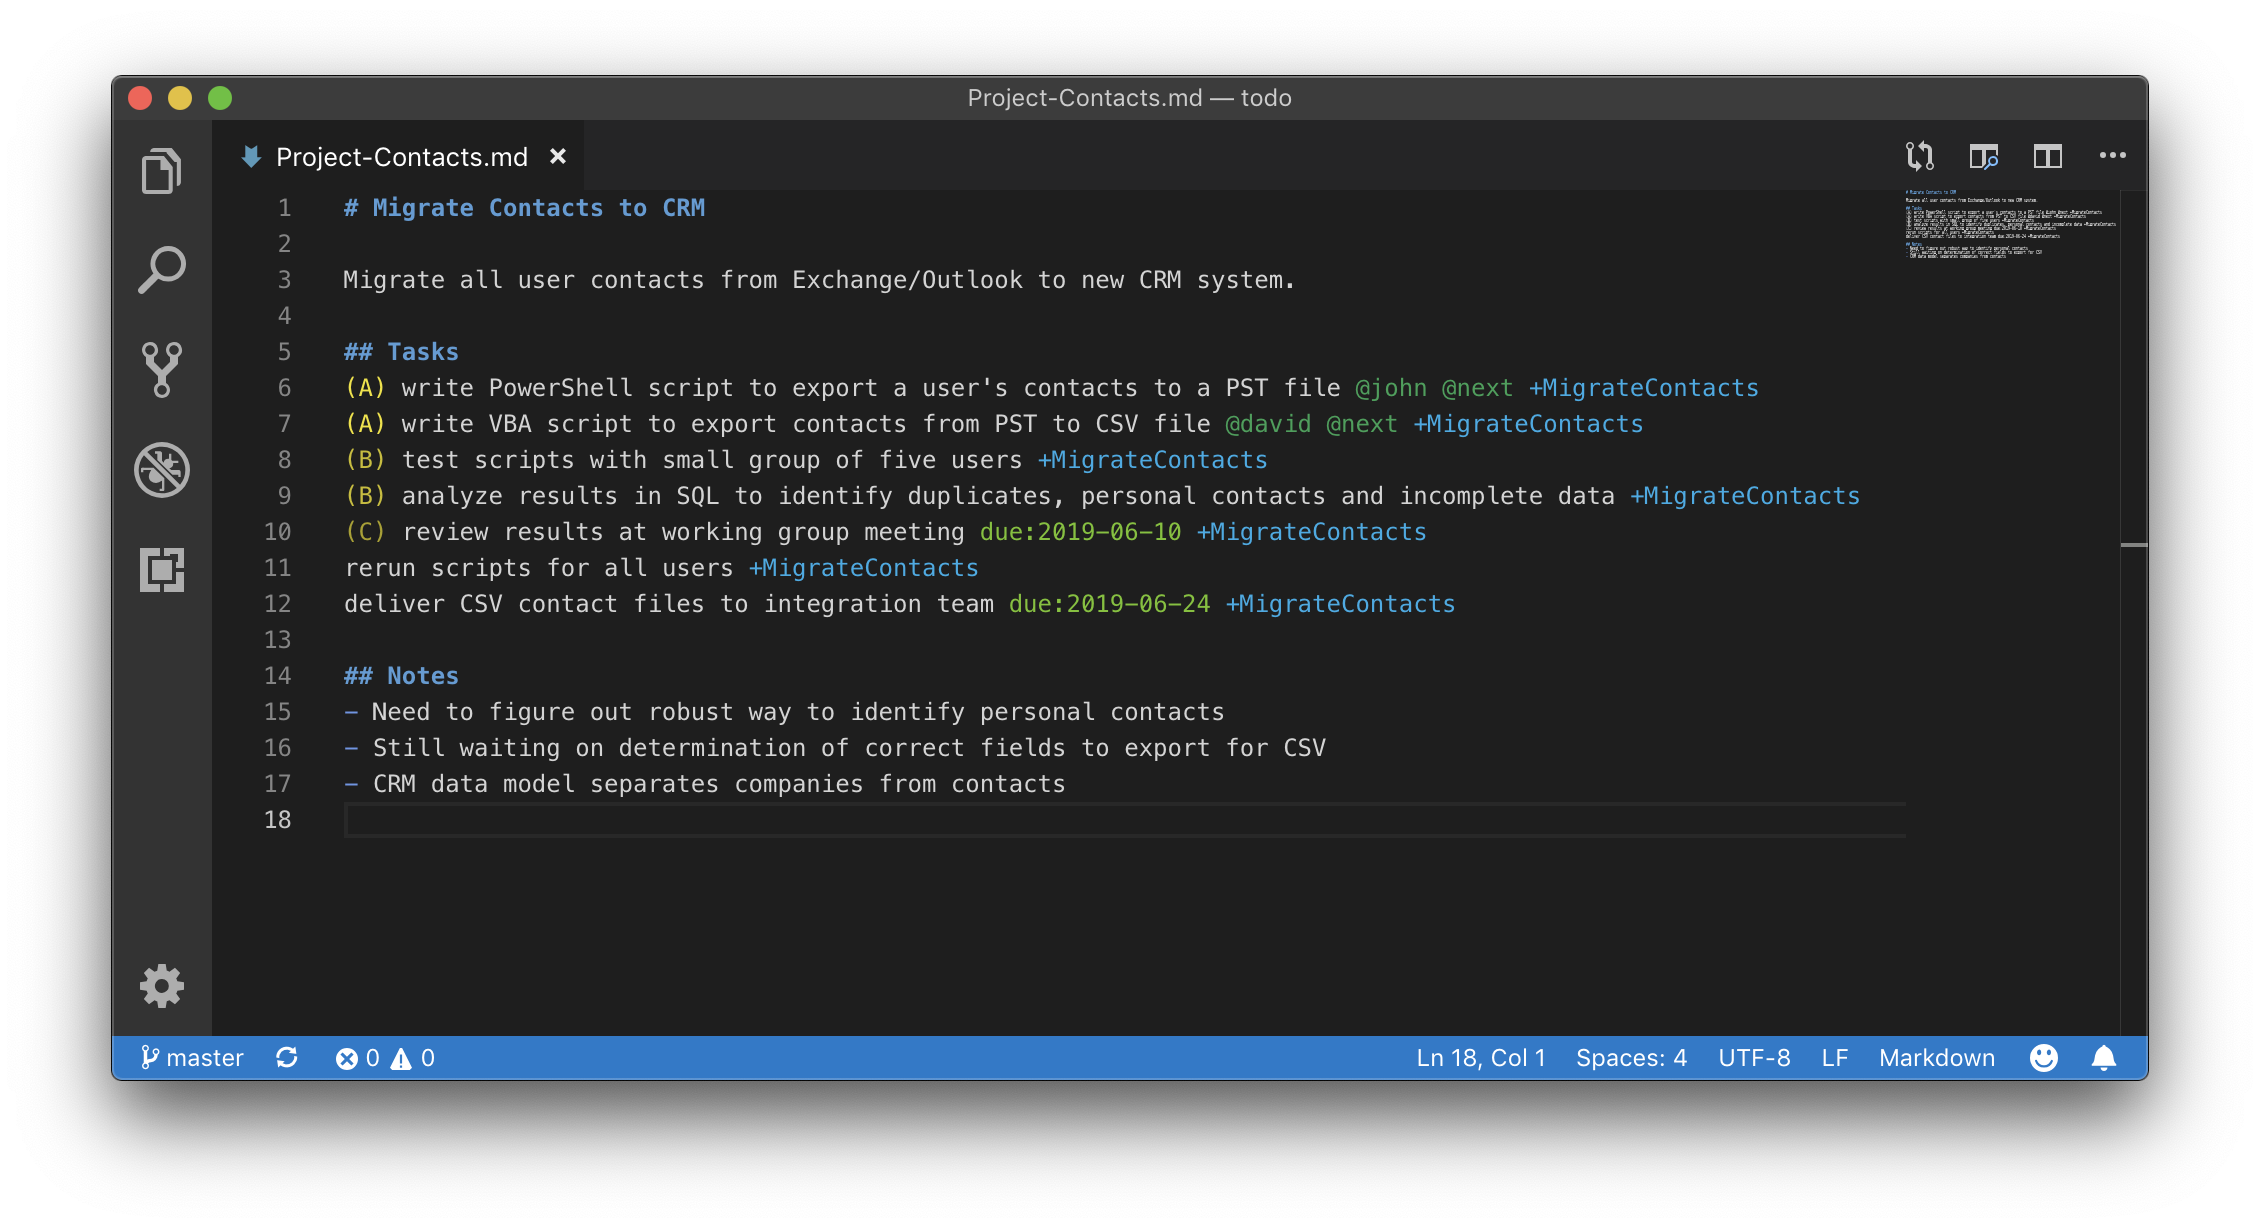 Project-Contacts.md — todo
Project-Contacts.md
1 # Migrate Contacts to CRM
2
3 Migrate all user contacts from Exchange/Outlook to new CRM system.
4
5 ## Tasks
6 (A) write PowerShell script to export a user's contacts to a PST file @john @next +MigrateContacts
7 (A) write VBA script to export contacts from PST to CSV file @david @next +MigrateContacts
8 (B) test scripts with small group of five users +MigrateContacts
9 (B) analyze results in SQL to identify duplicates, personal contacts and incomplete data +MigrateContacts
10 (C) review results at working group meeting due:2019-06-10 +MigrateContacts
11 rerun scripts for all users +MigrateContacts
12 deliver CSV contact files to integration team due:2019-06-24 +MigrateContacts
13
14 ## Notes
15 - Need to figure out robust way to identify personal contacts
16 - Still waiting on determination of correct fields to export for CSV
17 - CRM data model separates companies from contacts
18
master 0 0 Ln 18, Col 1 Spaces: 4 UTF-8 LF Markdown